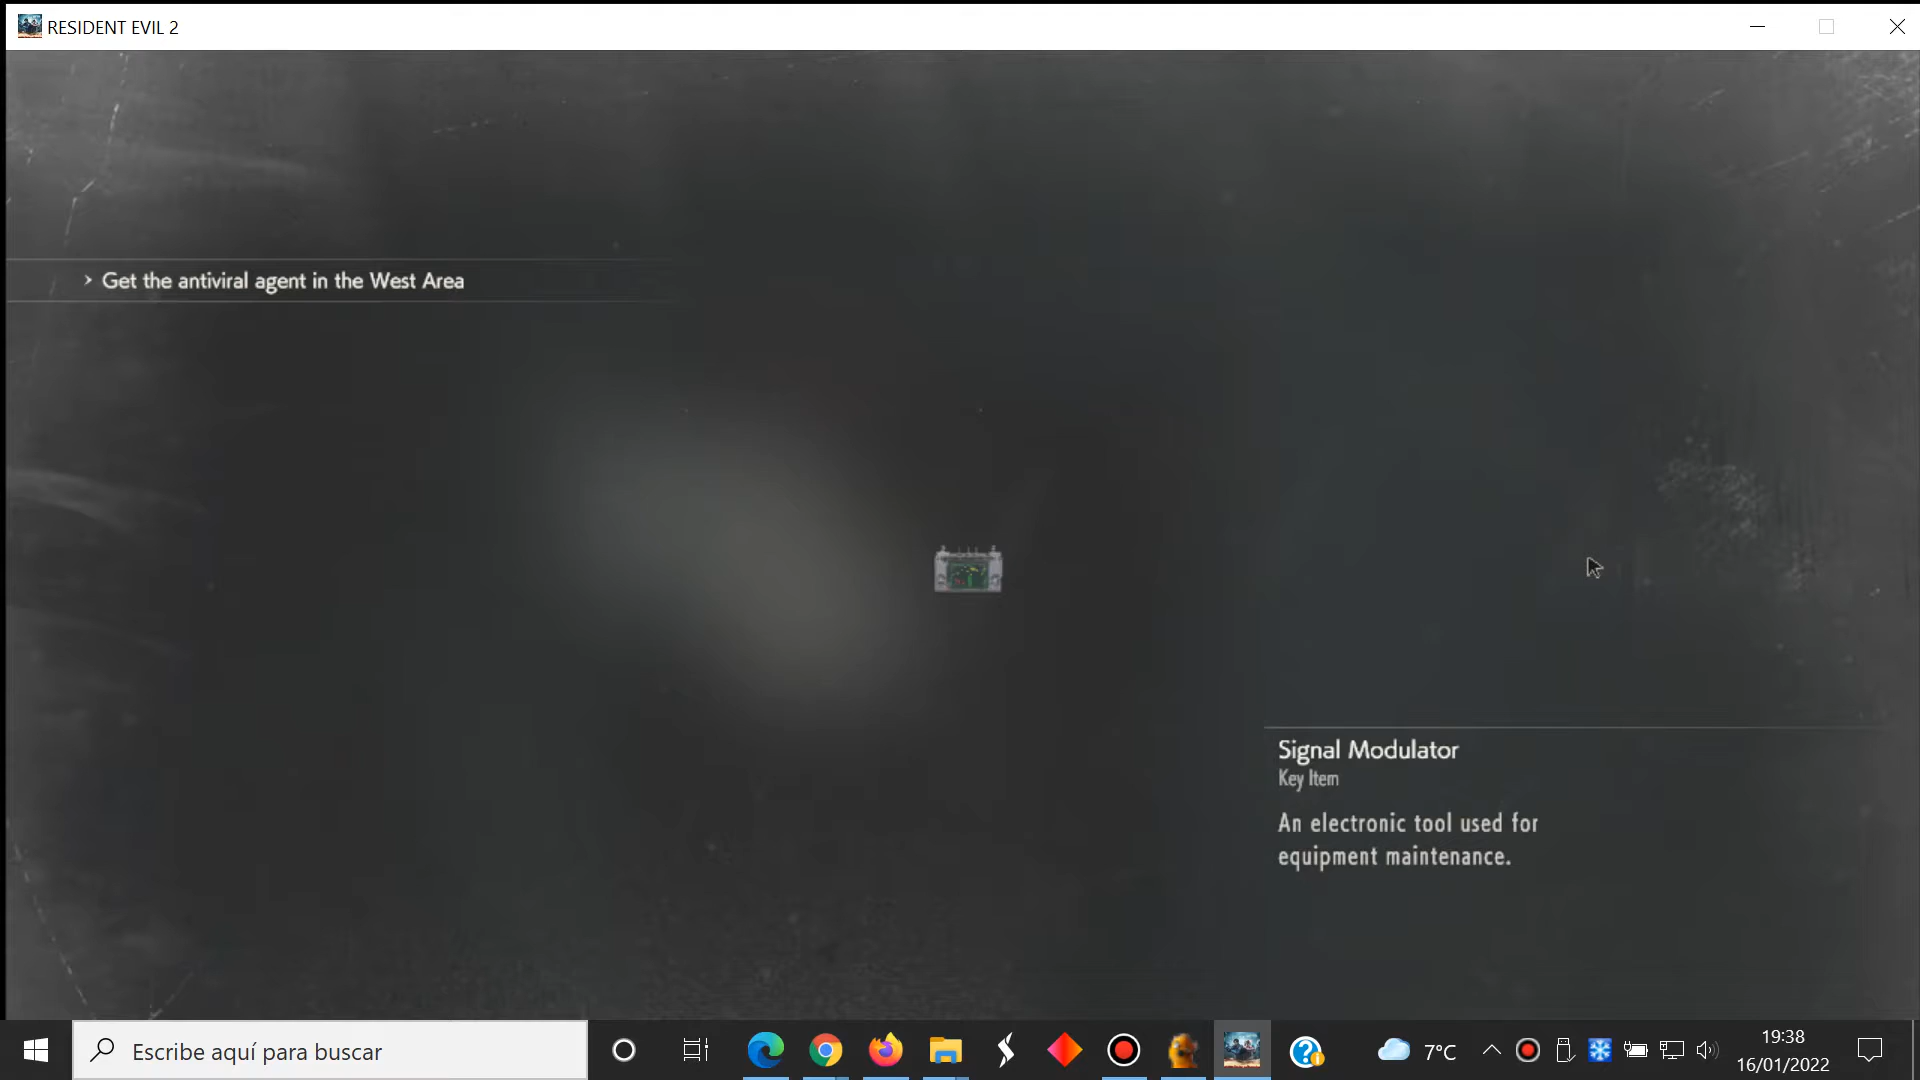 RESIDENT EVIL 2
> Get the antiviral agent in the West Area
Signal Modulator
Key Item
An electronic tool used for
equipment maintenance.
Escribe aquí para buscar
7°C
19:38
16/01/2022